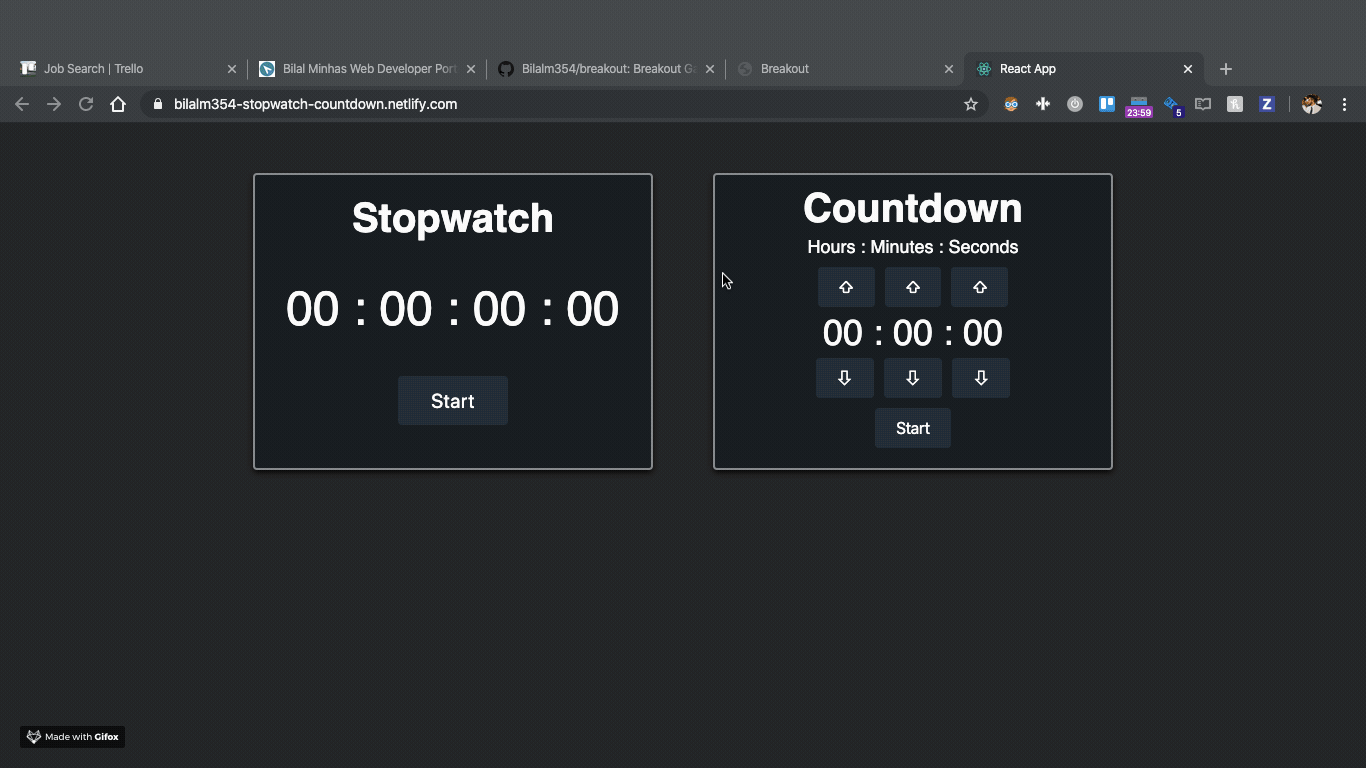 Job Search | Trello
Bilal Minhas Web Developer Port
Bilalm354/breakout: Breakout G
Breakout
React App
bilalm354-stopwatch-countdown.netlify.com
23:59
5
Z
Stopwatch
00 : 00 : 00 : 00
Start
Countdown
Hours : Minutes : Seconds
00 : 00 : 00
Start
Made with Gifox